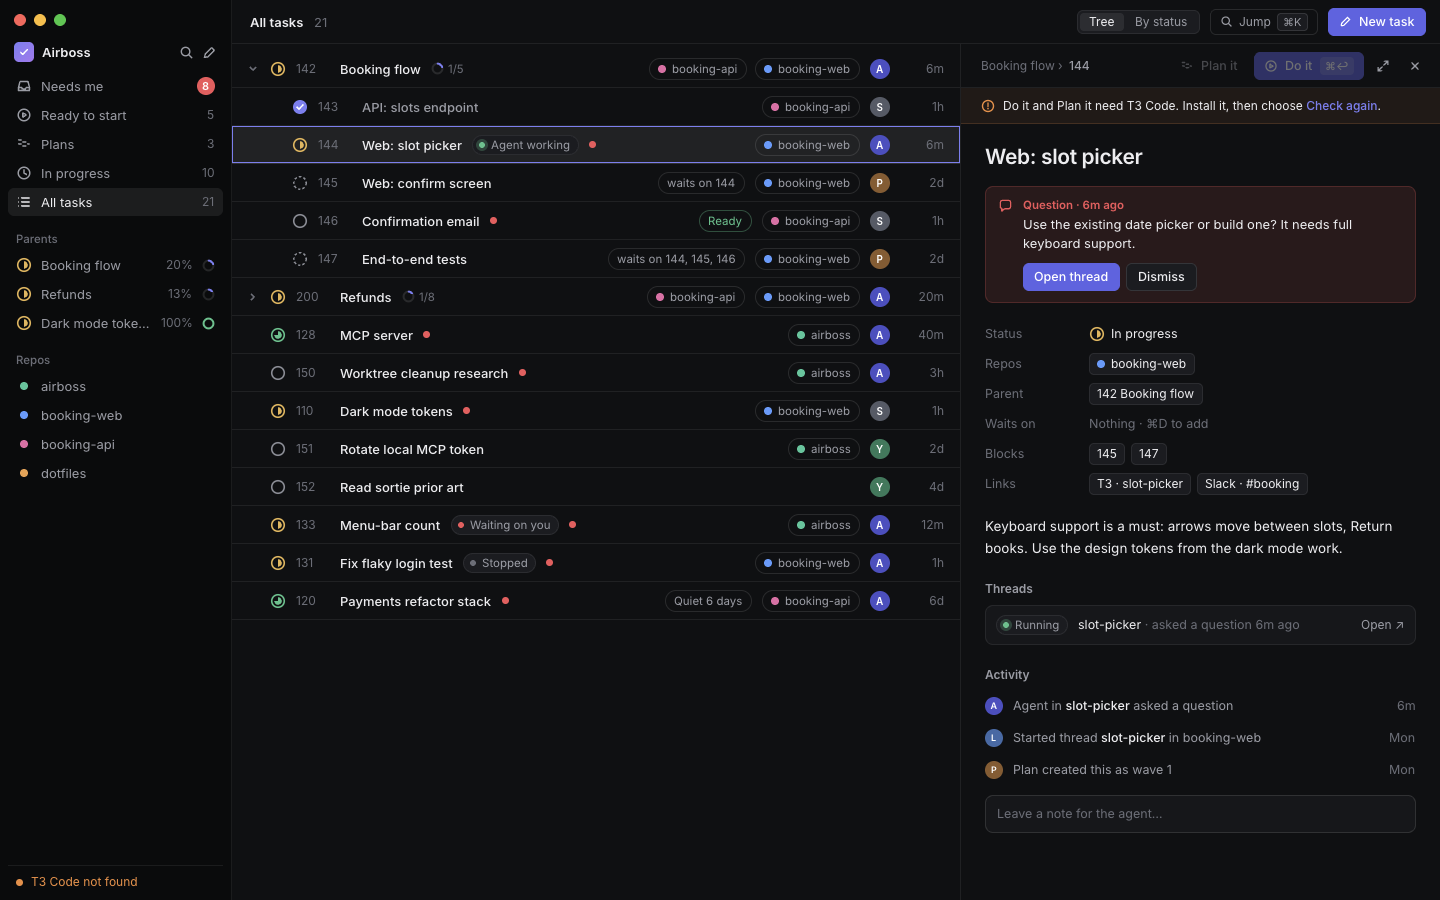 All tasks 21
Tree By status
Jump ⌘K
New task
Airboss
Needs me 8
Ready to start 5
Plans 3
In progress 10
All tasks 21
Parents
Booking flow 20%
Refunds 13%
Dark mode toke... 100%
Repos
airboss
booking-web
booking-api
dotfiles
T3 Code not found
142 Booking flow 1/5 booking-api booking-web A 6m
143 API: slots endpoint booking-api S 1h
144 Web: slot picker Agent working booking-web A 6m
145 Web: confirm screen waits on 144 booking-web P 2d
146 Confirmation email Ready booking-api S 1h
147 End-to-end tests waits on 144, 145, 146 booking-web P 2d
200 Refunds 1/8 booking-api booking-web A 20m
128 MCP server airboss A 40m
150 Worktree cleanup research airboss A 3h
110 Dark mode tokens booking-web S 1h
151 Rotate local MCP token airboss Y 2d
152 Read sortie prior art Y 4d
133 Menu-bar count Waiting on you airboss A 12m
131 Fix flaky login test Stopped booking-web A 1h
120 Payments refactor stack Quiet 6 days booking-api A 6d
Booking flow › 144 Plan it Do it ⌘↩
Do it and Plan it need T3 Code. Install it, then choose Check again.
Web: slot picker
Question · 6m ago
Use the existing date picker or build one? It needs full
keyboard support.
Open thread Dismiss
Status In progress
Repos booking-web
Parent 142 Booking flow
Waits on Nothing · ⌘D to add
Blocks 145 147
Links T3 · slot-picker Slack · #booking
Keyboard support is a must: arrows move between slots, Return
books. Use the design tokens from the dark mode work.
Threads
Running slot-picker · asked a question 6m ago Open ↗
Activity
A Agent in slot-picker asked a question 6m
L Started thread slot-picker in booking-web Mon
P Plan created this as wave 1 Mon
Leave a note for the agent...